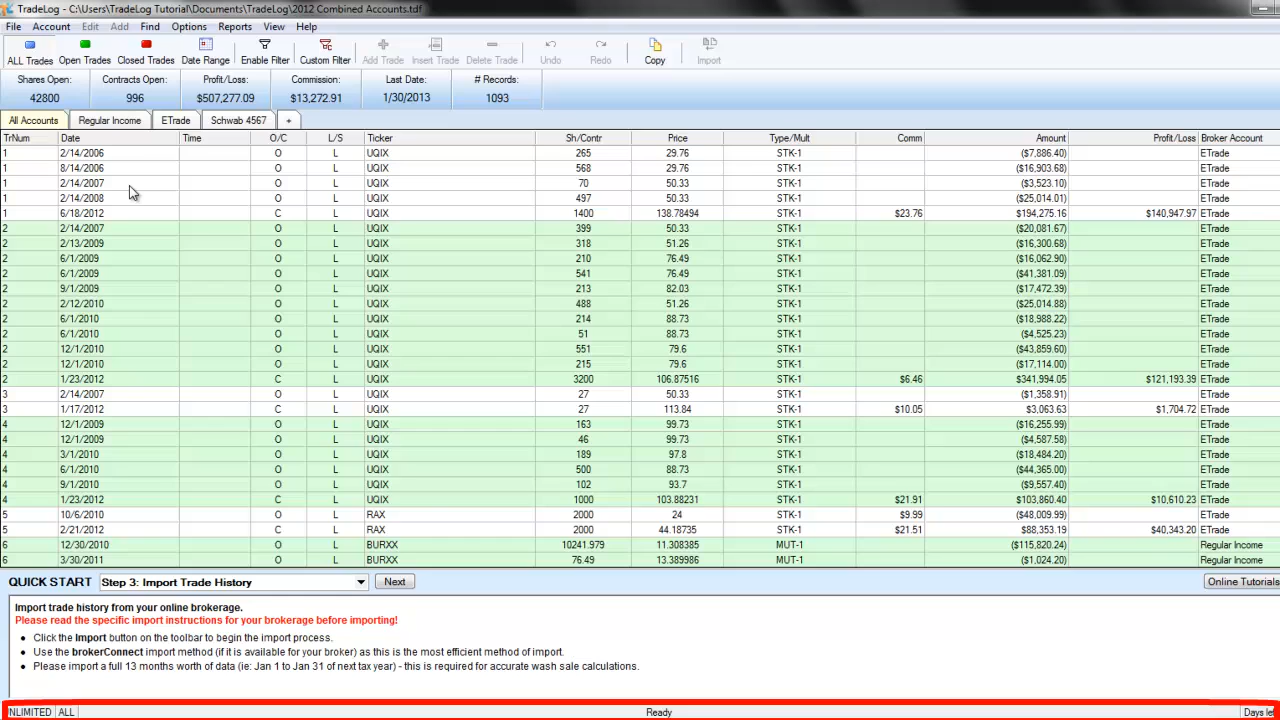 TradeLog - C:\Users\TradeLog Tutorial\Documents\TradeLog\2012 Combined Accounts.tdf
File Account Edit Add Find Options Reports View Help
ALL Trades Open Trades Closed Trades Date Range Enable Filter Custom Filter Add Trade Insert Trade Delete Trade Undo Redo Copy Import
Shares Open: Contracts Open: Profit/Loss: Commission: Last Date: # Records:
42800 996 $507,277.09 $13,272.91 1/30/2013 1093
All Accounts Regular Income ETrade Schwab 4567 +
TrNum Date Time O/C L/S Ticker Sh/Contr Price Type/Mult Comm Amount Profit/Loss Broker Account
1 2/14/2006 O L UQIX 265 29.76 STK-1 ($7,886.40) ETrade
1 8/14/2006 O L UQIX 568 29.76 STK-1 ($16,903.68) ETrade
1 2/14/2007 O L UQIX 70 50.33 STK-1 ($3,523.10) ETrade
1 2/14/2008 O L UQIX 497 50.33 STK-1 ($25,014.01) ETrade
1 6/18/2012 C L UQIX 1400 138.78494 STK-1 $23.76 $194,275.16 $140,947.97 ETrade
2 2/14/2007 O L UQIX 399 50.33 STK-1 ($20,081.67) ETrade
2 2/13/2009 O L UQIX 318 51.26 STK-1 ($16,300.68) ETrade
2 6/1/2009 O L UQIX 210 76.49 STK-1 ($16,062.90) ETrade
2 6/1/2009 O L UQIX 541 76.49 STK-1 ($41,381.09) ETrade
2 9/1/2009 O L UQIX 213 82.03 STK-1 ($17,472.39) ETrade
2 2/12/2010 O L UQIX 488 51.26 STK-1 ($25,014.88) ETrade
2 6/1/2010 O L UQIX 214 88.73 STK-1 ($18,988.22) ETrade
2 6/1/2010 O L UQIX 51 88.73 STK-1 ($4,525.23) ETrade
2 12/1/2010 O L UQIX 551 79.6 STK-1 ($43,859.60) ETrade
2 12/1/2010 O L UQIX 215 79.6 STK-1 ($17,114.00) ETrade
2 1/23/2012 C L UQIX 3200 106.87516 STK-1 $6.46 $341,994.05 $121,193.39 ETrade
3 2/14/2007 O L UQIX 27 50.33 STK-1 ($1,358.91) ETrade
3 1/17/2012 C L UQIX 27 113.84 STK-1 $10.05 $3,063.63 $1,704.72 ETrade
4 12/1/2009 O L UQIX 163 99.73 STK-1 ($16,255.99) ETrade
4 12/1/2009 O L UQIX 46 99.73 STK-1 ($4,587.58) ETrade
4 3/1/2010 O L UQIX 189 97.8 STK-1 ($18,484.20) ETrade
4 6/1/2010 O L UQIX 500 88.73 STK-1 ($44,365.00) ETrade
4 9/1/2010 O L UQIX 102 93.7 STK-1 ($9,557.40) ETrade
4 1/23/2012 C L UQIX 1000 103.88231 STK-1 $21.91 $103,860.40 $10,610.23 ETrade
5 10/6/2010 O L RAX 2000 24 STK-1 $9.99 ($48,009.99) ETrade
5 2/21/2012 C L RAX 2000 44.18735 STK-1 $21.51 $88,353.19 $40,343.20 ETrade
6 12/30/2010 O L BURXX 10241.979 11.308385 MUT-1 ($115,820.24) Regular Income
6 3/30/2011 O L BURXX 76.49 13.389986 MUT-1 ($1,024.20) Regular Income
QUICK START Step 3: Import Trade History Next Online Tutorials
Import trade history from your online brokerage.
Please read the specific import instructions for your brokerage before importing!
• Click the Import button on the toolbar to begin the import process.
• Use the brokerConnect import method (if it is available for your broker) as this is the most efficient method of import.
• Please import a full 13 months worth of data (ie: Jan 1 to Jan 31 of next tax year) - this is required for accurate wash sale calculations.
NLIMITED ALL Ready Days le